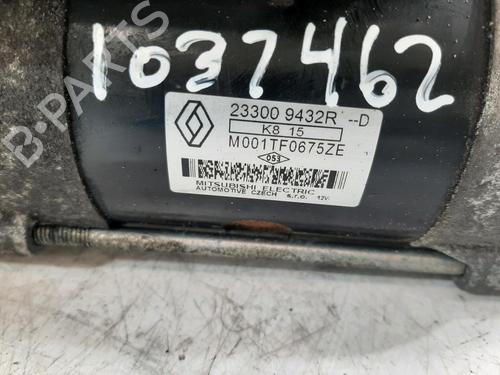 1037462
23300 9432R --D
K8 15
M001TF0675ZE
053
MITSUBISHI ELECTRIC
AUTOMOTIVE CZECH s.r.o. 12V
B-PARTS